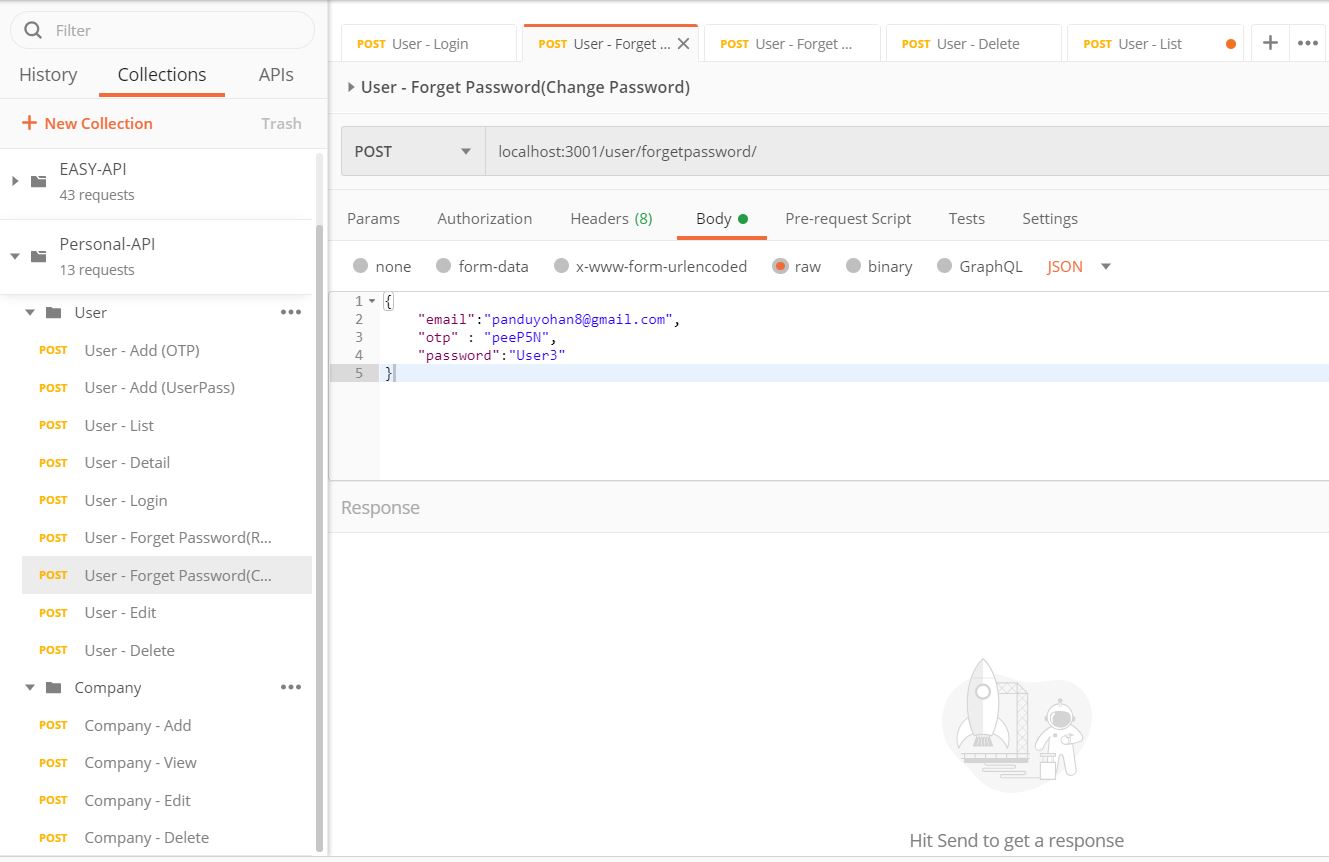 Filter
History Collections APIs
+ New Collection Trash
EASY-API
43 requests
Personal-API
13 requests
User
POST User - Add (OTP)
POST User - Add (UserPass)
POST User - List
POST User - Detail
POST User - Login
POST User - Forget Password(R...
POST User - Forget Password(C...
POST User - Edit
POST User - Delete
Company
POST Company - Add
POST Company - View
POST Company - Edit
POST Company - Delete
POST User - Login POST User - Forget ... POST User - Forget ... POST User - Delete POST User - List
User - Forget Password(Change Password)
POST localhost:3001/user/forgetpassword/
Params Authorization Headers (8) Body Pre-request Script Tests Settings
none form-data x-www-form-urlencoded raw binary GraphQL JSON
1 {
2 "email":"panduyohan8@gmail.com",
3 "otp" : "peeP5N",
4 "password":"User3"
5 }
Response
Hit Send to get a response